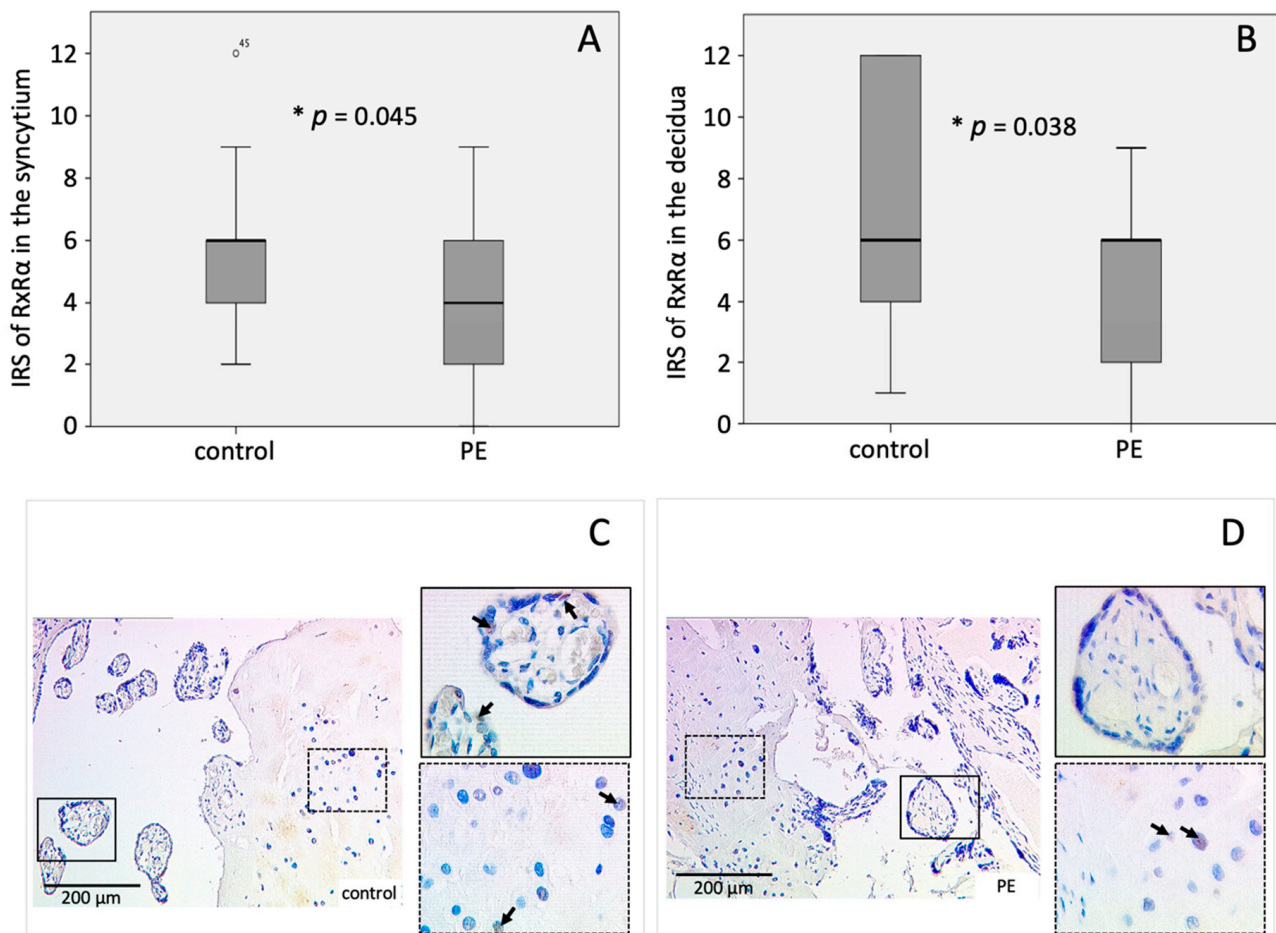 A
IRS of RxRα in the syncytium
12
10
8
6
4
2
0
45
* p = 0.045
control
PE
B
IRS of RxRα in the decidua
12
10
8
6
4
2
0
* p = 0.038
control
PE
C
200 μm
control
D
200 μm
PE